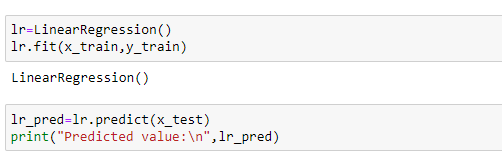 lr=LinearRegression()
lr.fit(x_train,y_train)
LinearRegression()
lr_pred=lr.predict(x_test)
print("Predicted value:\n",lr_pred)